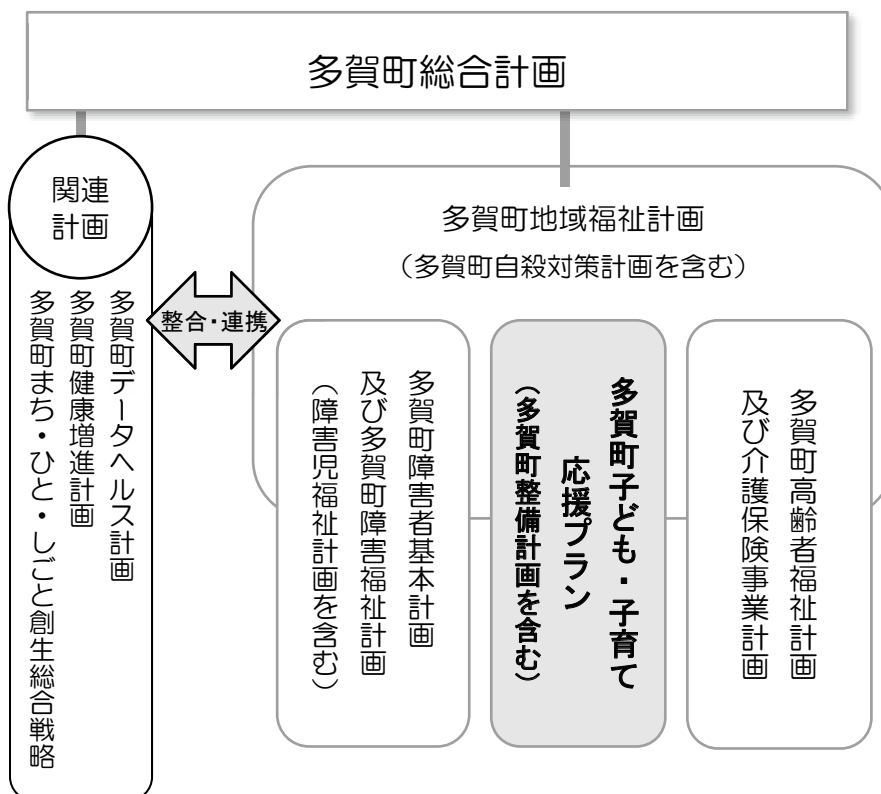 多賀町総合計画
関連
計画
多賀町データヘルス計画
多賀町健康増進計画
多賀町まち・ひと・しごと創生総合戦略
整合・連携
多賀町地域福祉計画
（多賀町自殺対策計画を含む）
多賀町障害者基本計画
及び多賀町障害福祉計画
（障害児福祉計画を含む）
多賀町子ども・子育て
応援プラン
（多賀町整備計画を含む）
多賀町高齢者福祉計画
及び介護保険事業計画